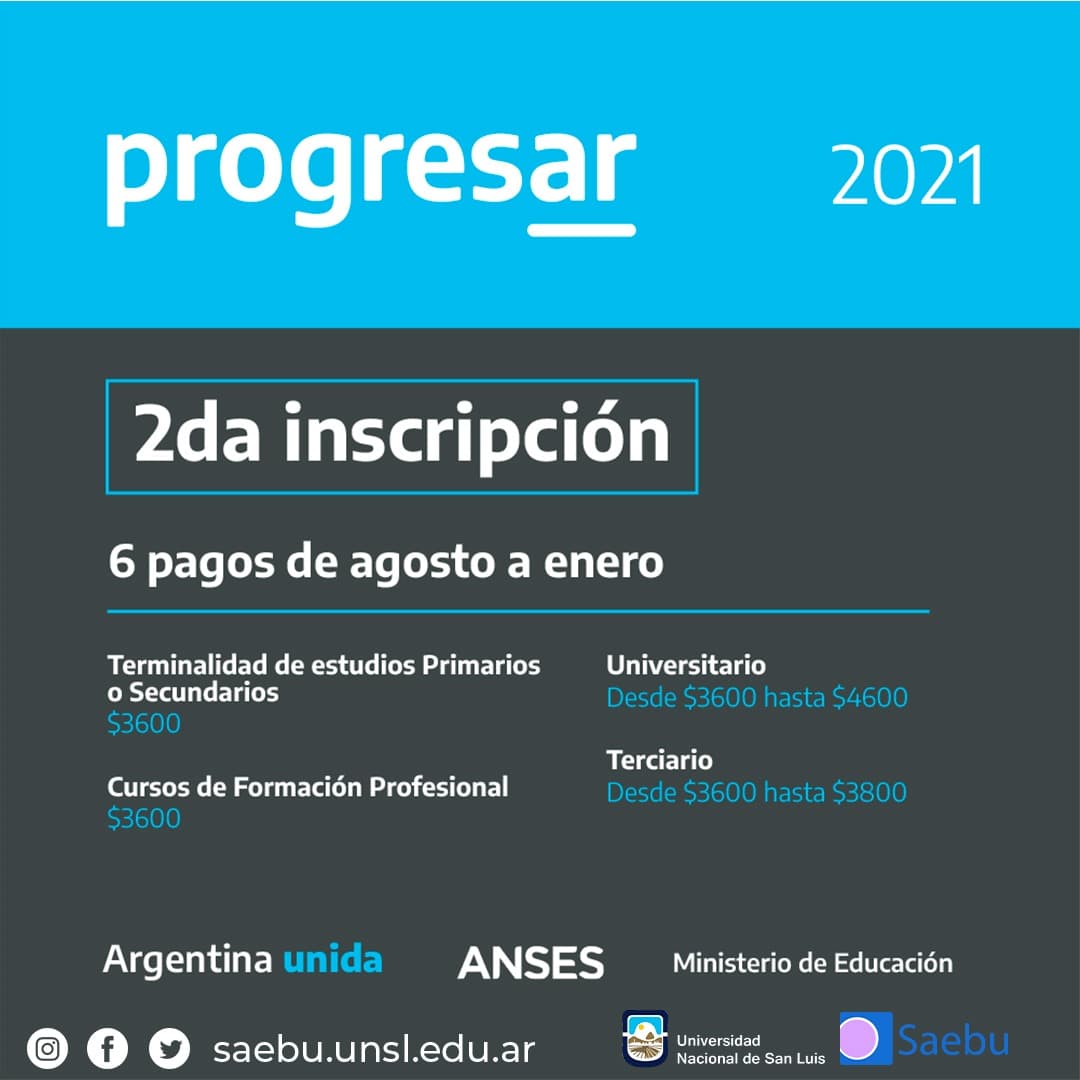 progresar
2021
2da inscripción
6 pagos de agosto a enero
Terminalidad de estudios Primarios
o Secundarios
$3600
Cursos de Formación Profesional
$3600
Universitario
Desde $3600 hasta $4600
Terciario
Desde $3600 hasta $3800
Argentina unida
ANSES
Ministerio de Educación
saebu.unsl.edu.ar
Universidad
Nacional de San Luis
Saebu